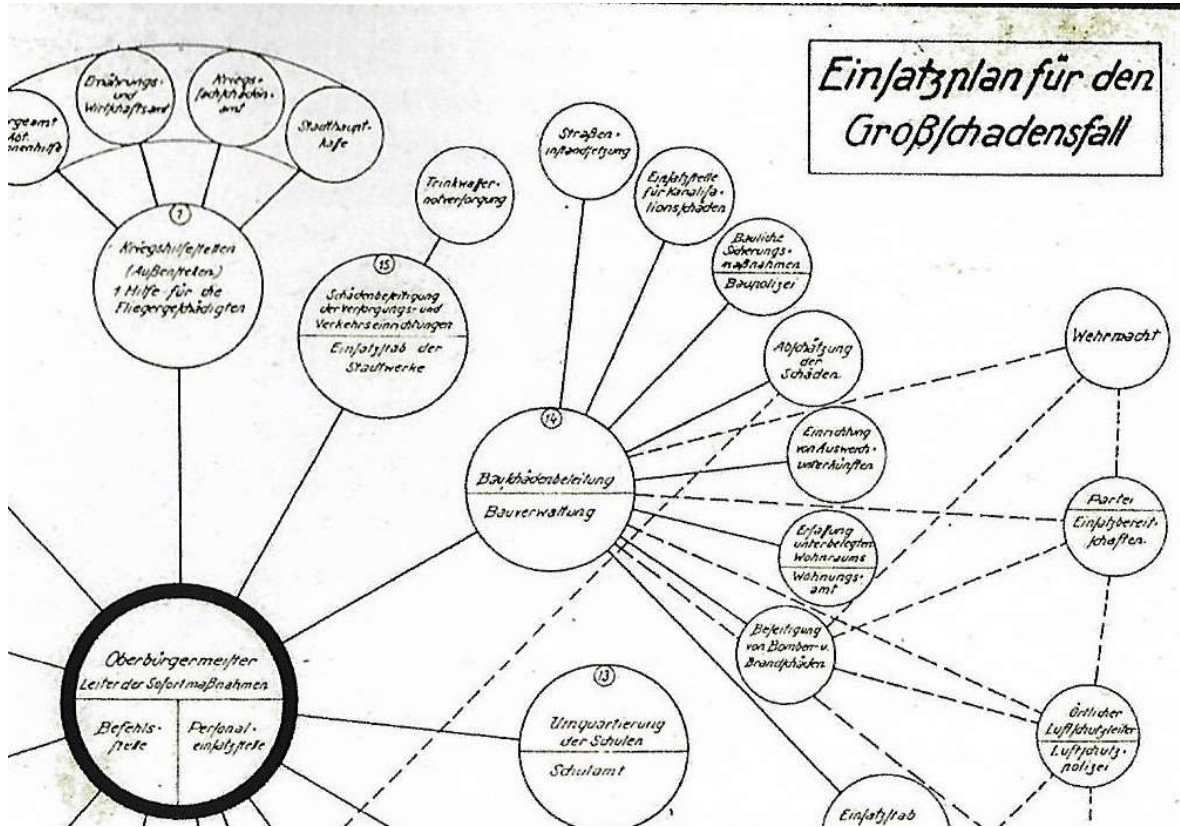 Einſatzplan für den
Großſchadensfall
Ernährungs-
und
Wirtſchaftsamt
Kriegs-
ſachſchäden-
amt
Stadthaupt-
kaſſe
7
Kriegshilfeſtellen
(Außenſtellen)
1 Hilfe für die
Fliegergeſchädigten
Trinkwaſſer-
notverſorgung
15
Schädenbeſeitigung
der Verſorgungs- und
Verkehrseinrichtungen
Einſatzſtab der
Stadtwerke
Straßen-
inſtandſetzung
Einſatzſtelle
für Kanaliſa-
tionsſchäden
Bauliche
Sicherungs-
maßnahmen
Baupolizei
Abſchätzung
der
Schäden.
14
Bauſchädenbeſeitung
Bauverwaltung
Einrichtung
von Ausweich-
unterkünften
Erfaſſung
unterbelegten
Wohnraums
Wohnungs-
amt
Beſeitigung
von Bomben- u.
Brandſchäden
Wehrmacht
Partei
Einſatzbereit-
ſchaften.
Örtlicher
Luftſchutzleiter
Luftſchutz-
polizei
Oberbürgermeiſter
Leiter der Sofortmaßnahmen
Befehls-
ſtelle
Perſonal-
einſatzſtelle
13
Umquartierung
der Schulen
Schulamt
Einſatzſtab